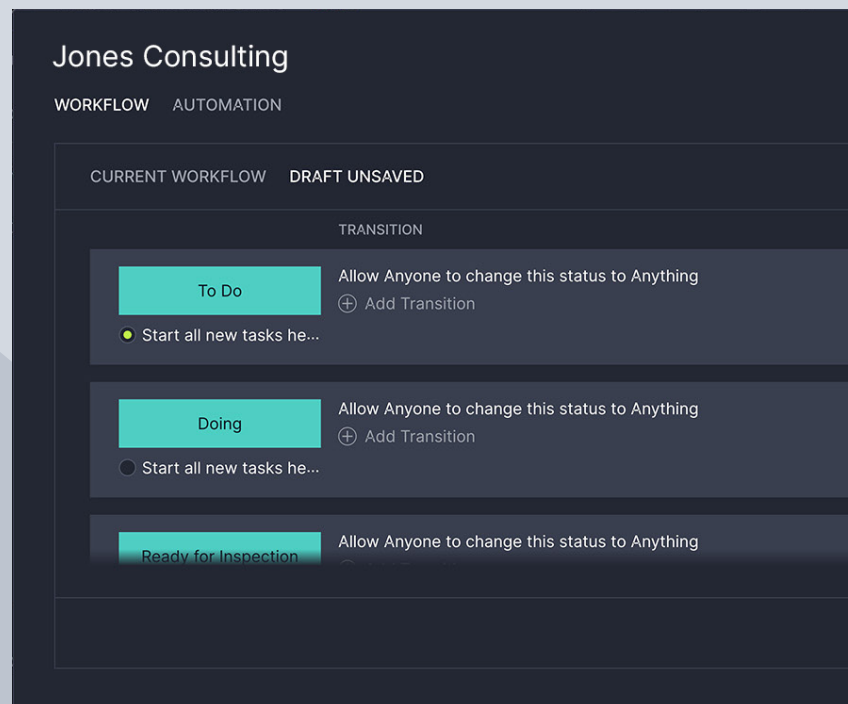 Jones Consulting
WORKFLOW AUTOMATION
CURRENT WORKFLOW DRAFT UNSAVED
TRANSITION
To Do
Allow Anyone to change this status to Anything
Add Transition
Start all new tasks he...
Doing
Allow Anyone to change this status to Anything
Add Transition
Start all new tasks he...
Ready for Inspection
Allow Anyone to change this status to Anything